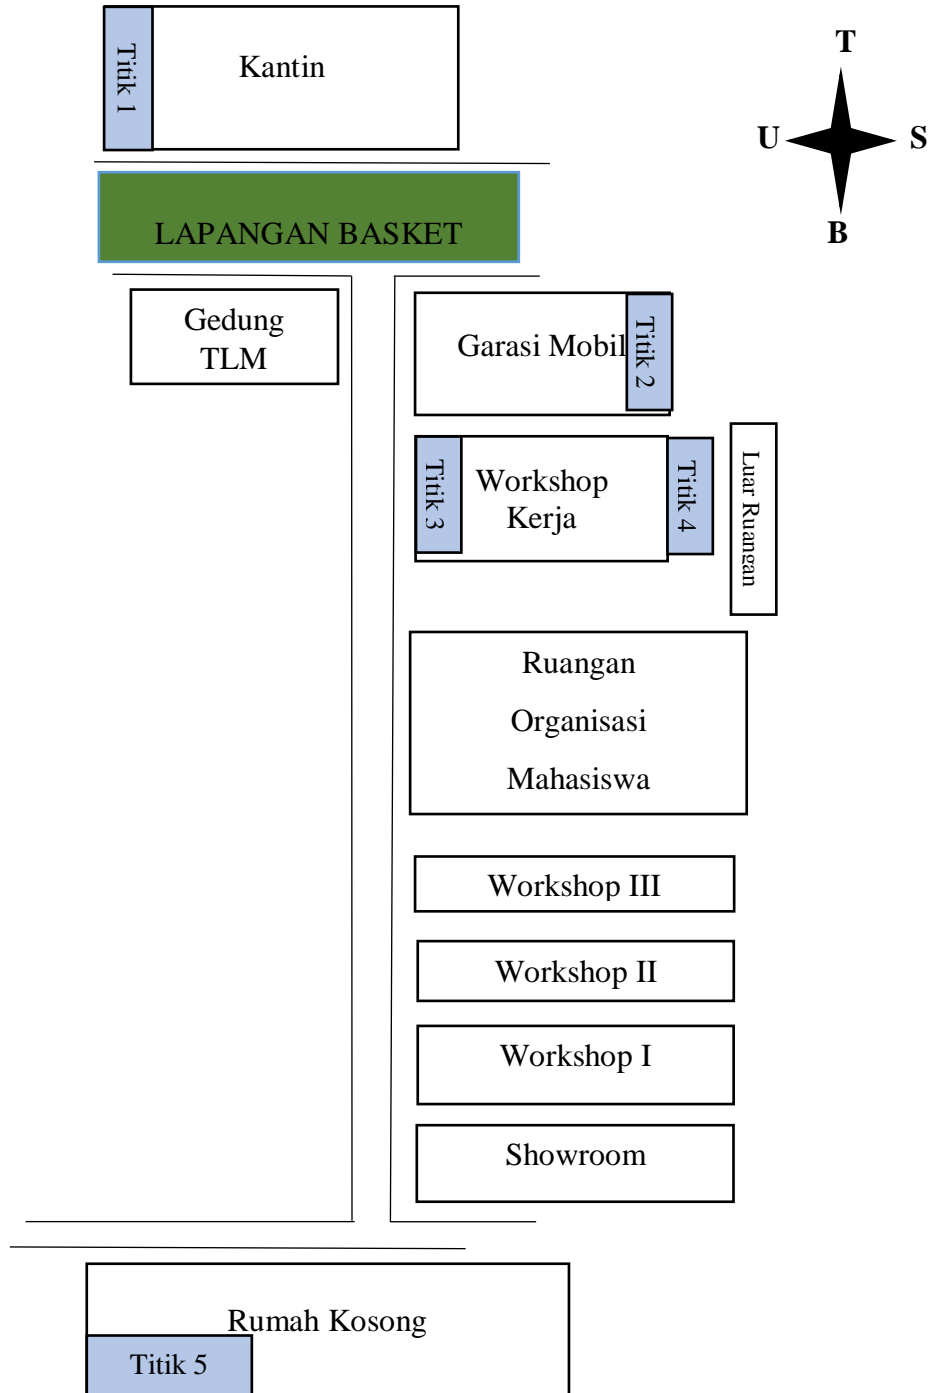 Titik 1
Kantin
T
U
S
B
LAPANGAN BASKET
Gedung
TLM
Garasi Mobil
Titik 2
Titik 3
Workshop
Kerja
Titik 4
Luar Ruangan
Ruangan
Organisasi
Mahasiswa
Workshop III
Workshop II
Workshop I
Showroom
Rumah Kosong
Titik 5